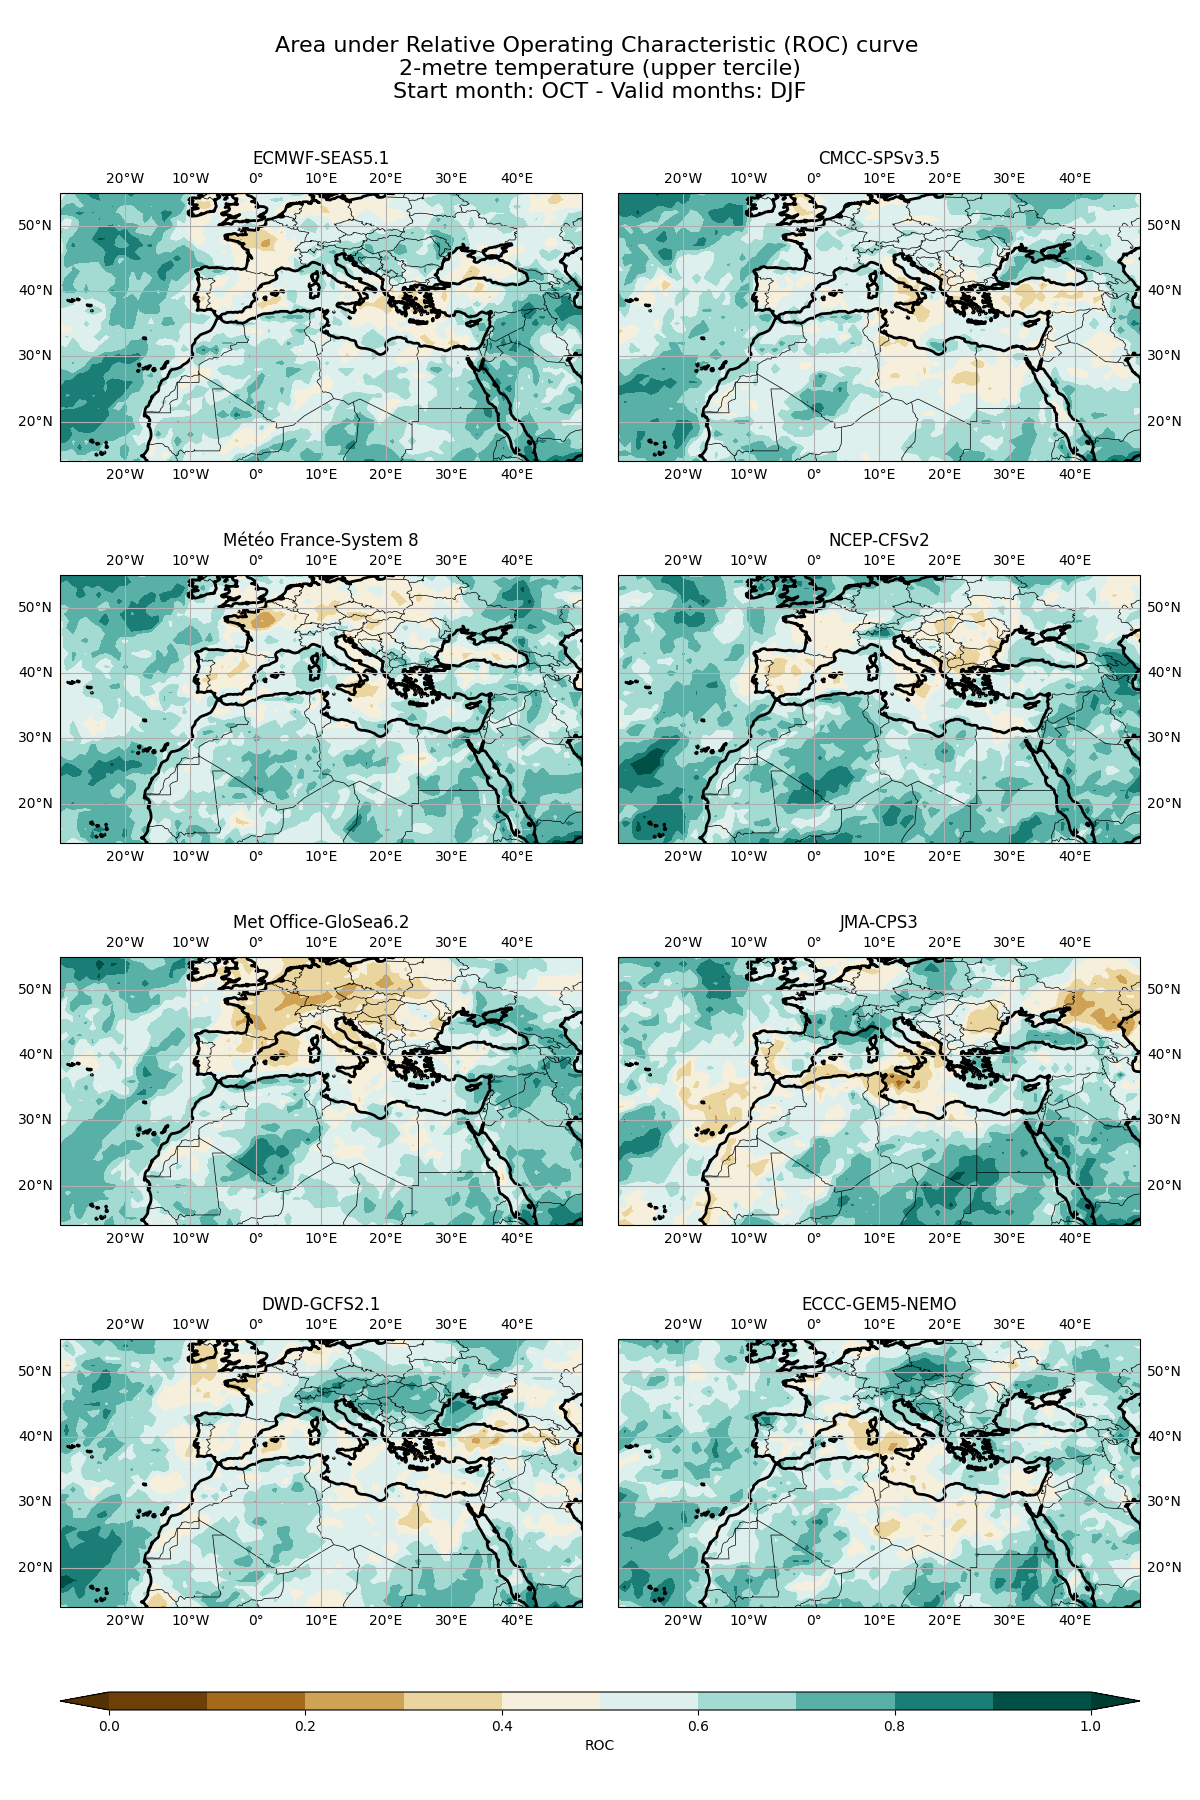 Area under Relative Operating Characteristic (ROC) curve
2-metre temperature (upper tercile)
Start month: OCT - Valid months: DJF
ECMWF-SEAS5.1
CMCC-SPSv3.5
20°W 10°W 0° 10°E 20°E 30°E 40°E
20°W 10°W 0° 10°E 20°E 30°E 40°E
50°N
50°N
40°N
40°N
30°N
30°N
20°N
20°N
20°W 10°W 0° 10°E 20°E 30°E 40°E
20°W 10°W 0° 10°E 20°E 30°E 40°E
Météo France-System 8
NCEP-CFSv2
20°W 10°W 0° 10°E 20°E 30°E 40°E
20°W 10°W 0° 10°E 20°E 30°E 40°E
50°N
50°N
40°N
40°N
30°N
30°N
20°N
20°N
20°W 10°W 0° 10°E 20°E 30°E 40°E
20°W 10°W 0° 10°E 20°E 30°E 40°E
Met Office-GloSea6.2
JMA-CPS3
20°W 10°W 0° 10°E 20°E 30°E 40°E
20°W 10°W 0° 10°E 20°E 30°E 40°E
50°N
50°N
40°N
40°N
30°N
30°N
20°N
20°N
20°W 10°W 0° 10°E 20°E 30°E 40°E
20°W 10°W 0° 10°E 20°E 30°E 40°E
DWD-GCFS2.1
ECCC-GEM5-NEMO
20°W 10°W 0° 10°E 20°E 30°E 40°E
20°W 10°W 0° 10°E 20°E 30°E 40°E
50°N
50°N
40°N
40°N
30°N
30°N
20°N
20°N
20°W 10°W 0° 10°E 20°E 30°E 40°E
20°W 10°W 0° 10°E 20°E 30°E 40°E
0.0 0.2 0.4 0.6 0.8 1.0
ROC